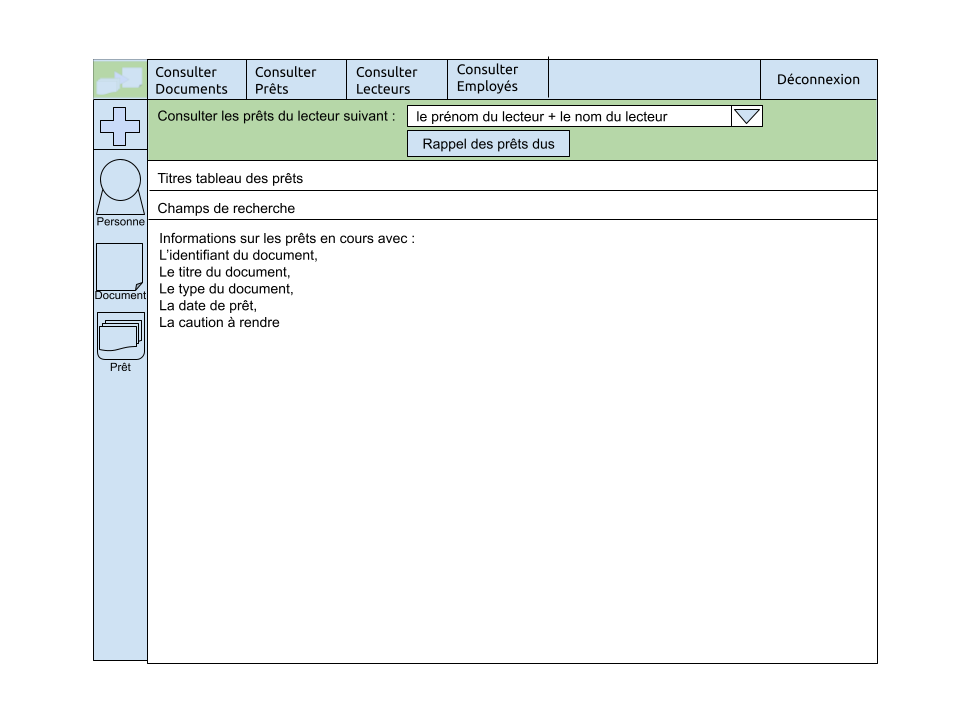 Consulter
Documents
Consulter
Prêts
Consulter
Lecteurs
Consulter
Employés
Déconnexion
Consulter les prêts du lecteur suivant :
le prénom du lecteur + le nom du lecteur
Rappel des prêts dus
Personne
Document
Prêt
Titres tableau des prêts
Champs de recherche
Informations sur les prêts en cours avec :
L’identifiant du document,
Le titre du document,
Le type du document,
La date de prêt,
La caution à rendre